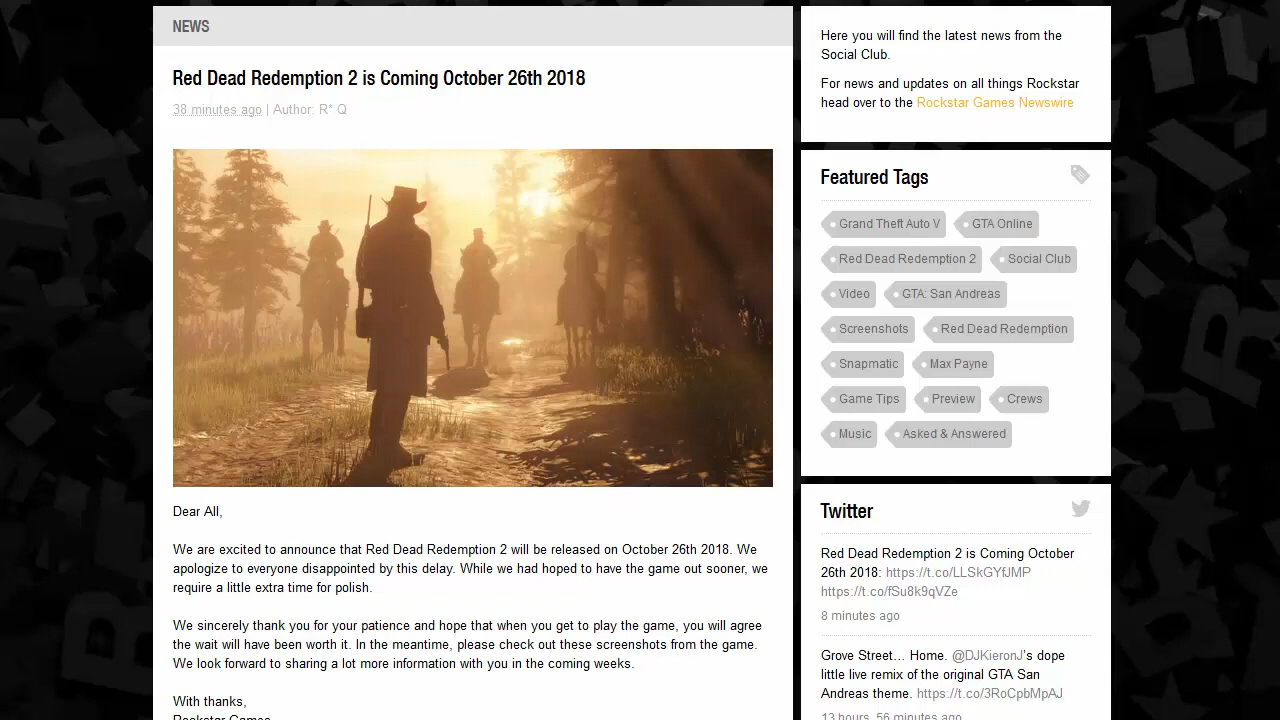 NEWS
Red Dead Redemption 2 is Coming October 26th 2018
38 minutes ago | Author: R* Q
Dear All,
We are excited to announce that Red Dead Redemption 2 will be released on October 26th 2018. We
apologize to everyone disappointed by this delay. While we had hoped to have the game out sooner, we
require a little extra time for polish.
We sincerely thank you for your patience and hope that when you get to play the game, you will agree
the wait will have been worth it. In the meantime, please check out these screenshots from the game.
We look forward to sharing a lot more information with you in the coming weeks.
With thanks,
Rockstar Games
Here you will find the latest news from the
Social Club.
For news and updates on all things Rockstar
head over to the Rockstar Games Newswire
Featured Tags
Grand Theft Auto V GTA Online
Red Dead Redemption 2 Social Club
Video GTA: San Andreas
Screenshots Red Dead Redemption
Snapmatic Max Payne
Game Tips Preview Crews
Music Asked & Answered
Twitter
Red Dead Redemption 2 is Coming October
26th 2018: https://t.co/LLSkGYfJMP
https://t.co/fSu8k9qVZe
8 minutes ago
Grove Street... Home. @DJKieronJ's dope
little live remix of the original GTA San
Andreas theme. https://t.co/3RoCpbMpAJ
13 hours, 56 minutes ago